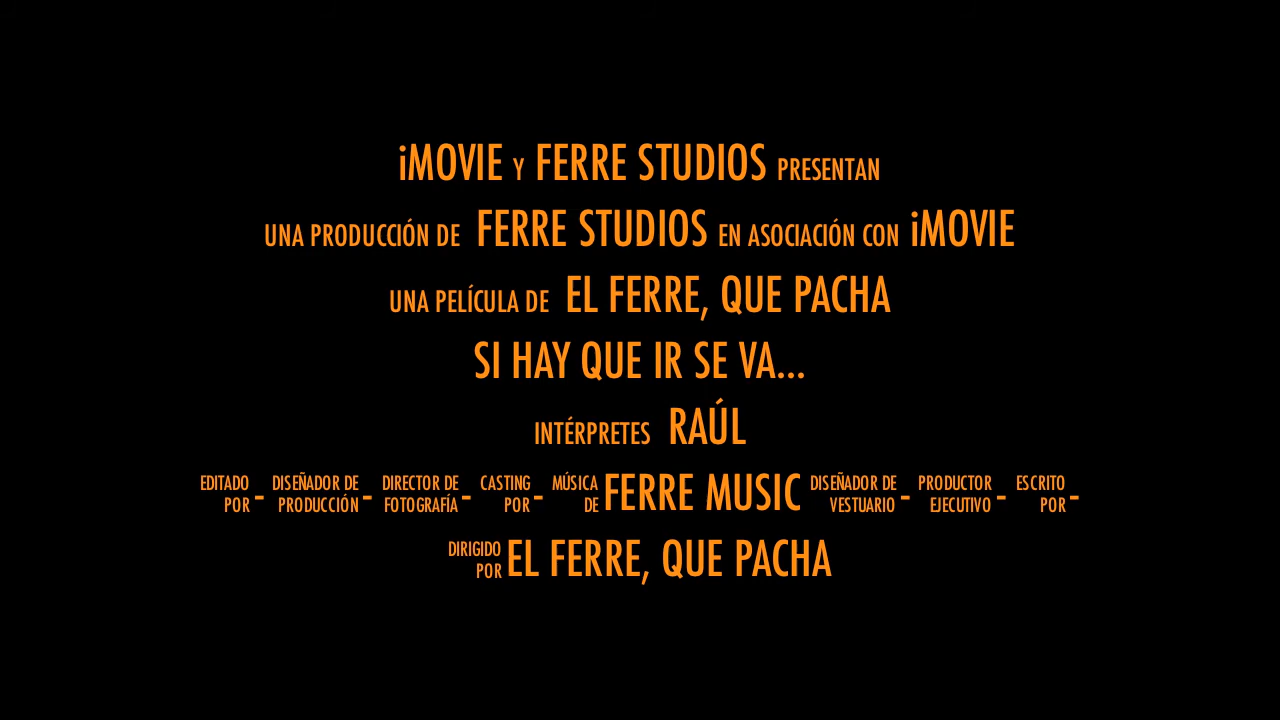 iMOVIE Y FERRE STUDIOS PRESENTAN
UNA PRODUCCIÓN DE FERRE STUDIOS EN ASOCIACIÓN CON iMOVIE
UNA PELÍCULA DE EL FERRE, QUE PACHA
SI HAY QUE IR SE VA...
INTÉRPRETES RAÚL
EDITADO POR - DISEÑADOR DE PRODUCCIÓN - DIRECTOR DE FOTOGRAFÍA - CASTING POR - MÚSICA DE FERRE MUSIC DISEÑADOR DE VESTUARIO - PRODUCTOR EJECUTIVO - ESCRITO POR -
DIRIGIDO POR EL FERRE, QUE PACHA